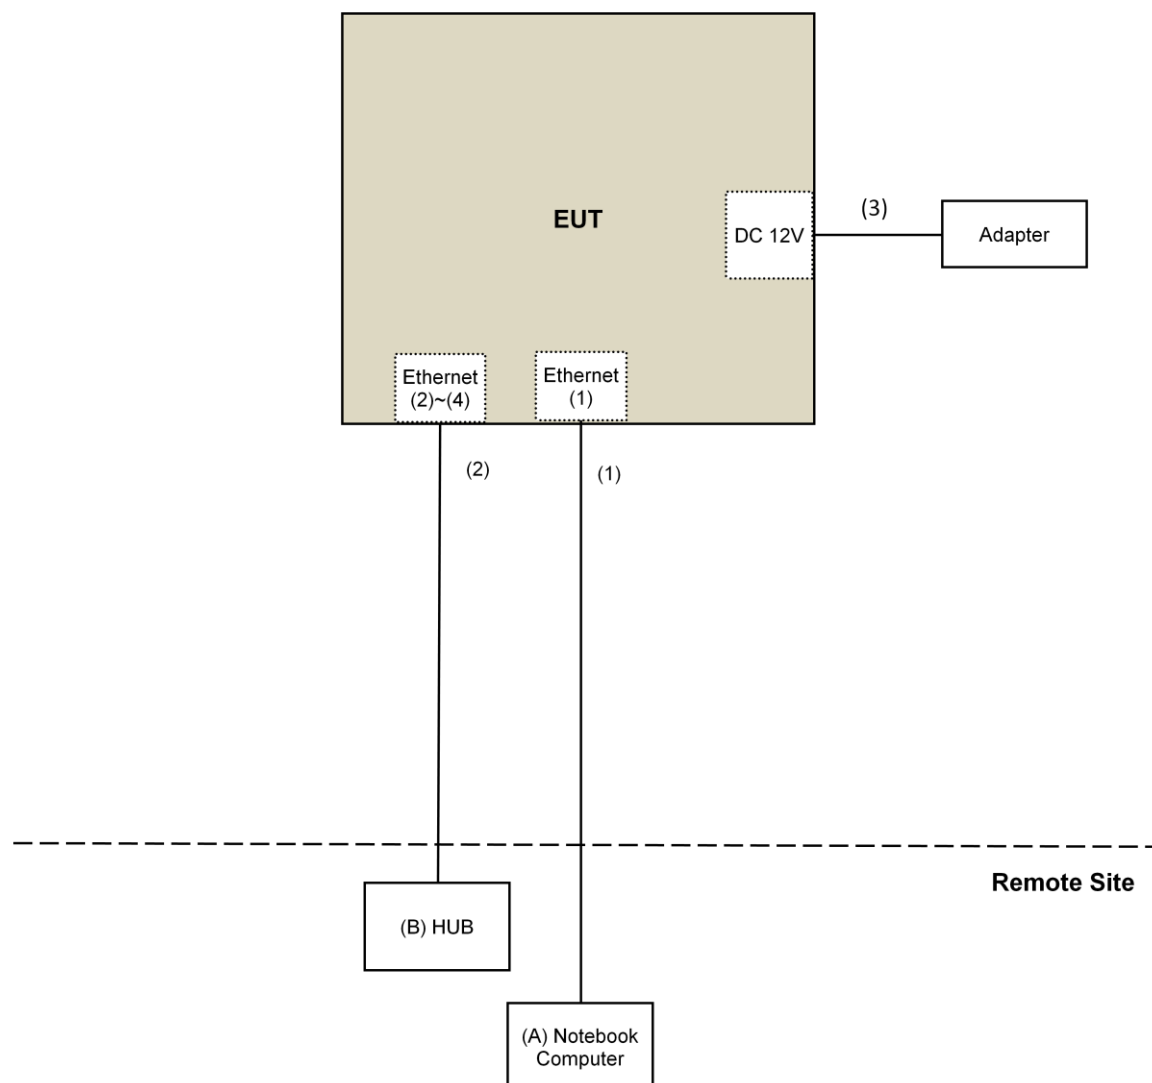 EUT
DC 12V
(3)
Adapter
Ethernet
(2)~(4)
Ethernet
(1)
(2)
(1)
Remote Site
(B) HUB
(A) Notebook
Computer